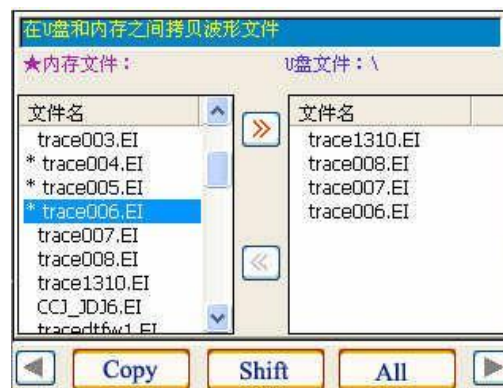 在U盘和内存之间拷贝波形文件
★内存文件：
U盘文件：\
文件名
trace003.EI
* trace004.EI
* trace005.EI
* trace006.EI
trace007.EI
trace008.EI
trace1310.EI
CCJ_JDJ6.EI
tracedtfw1.EI
文件名
trace1310.EI
trace008.EI
trace007.EI
trace006.EI
Copy
Shift
All